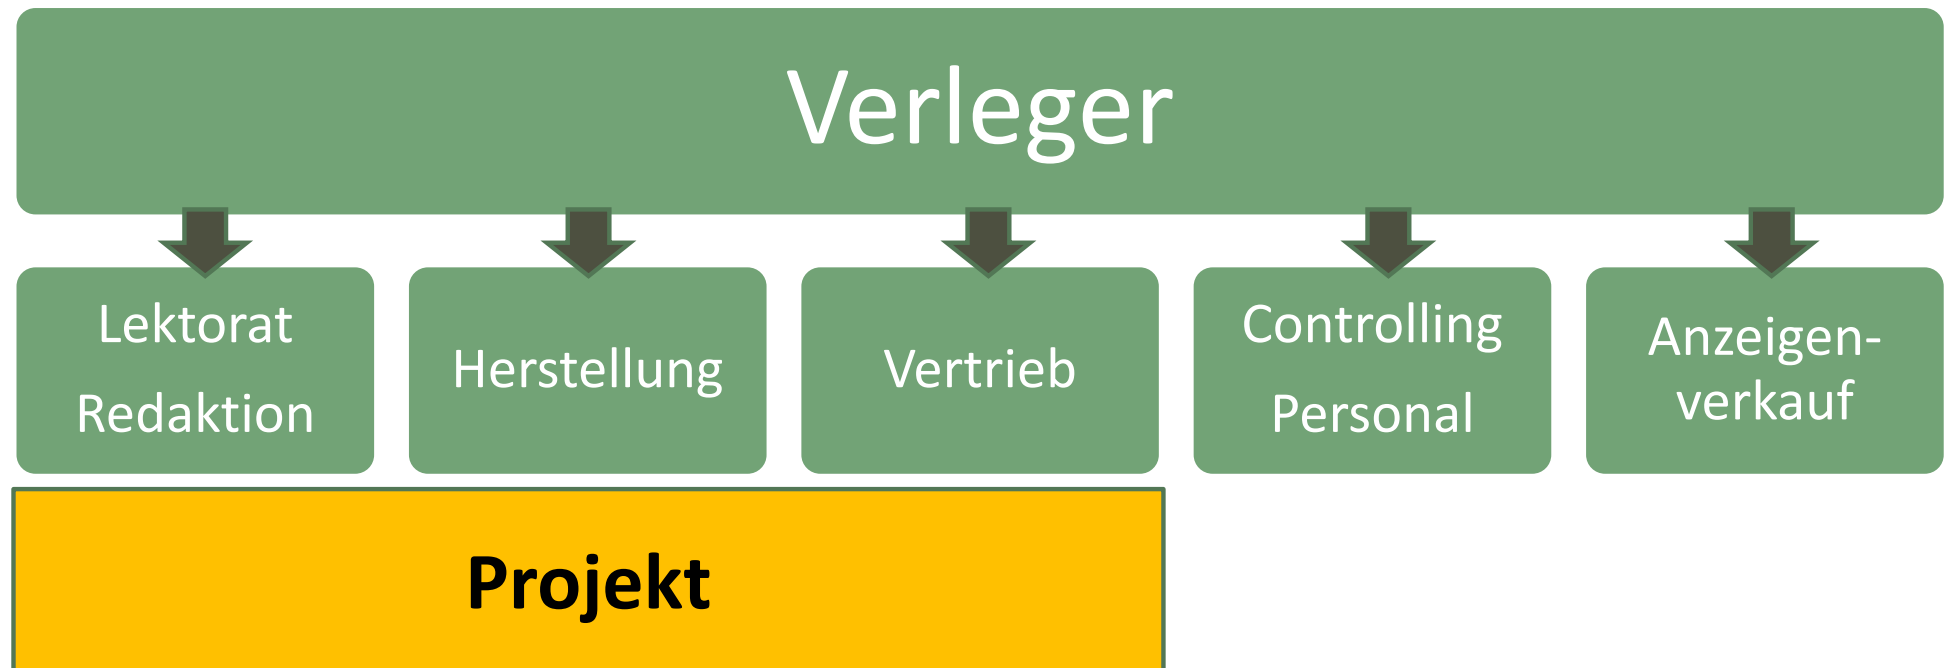 Verleger
Lektorat
Redaktion
Herstellung
Vertrieb
Controlling
Personal
Anzeigen-
verkauf
Projekt